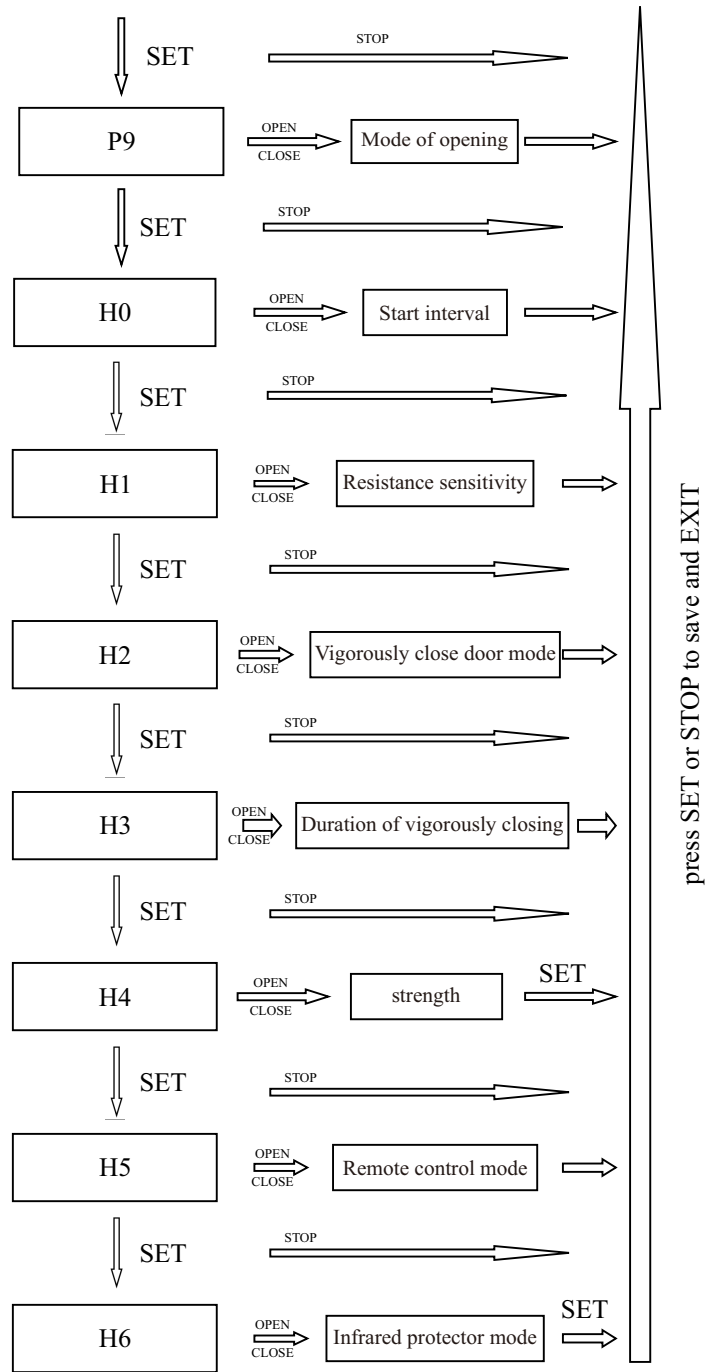 SET
STOP
P9
OPEN
CLOSE
Mode of opening
SET
STOP
H0
OPEN
CLOSE
Start interval
SET
STOP
H1
OPEN
CLOSE
Resistance sensitivity
SET
STOP
H2
OPEN
CLOSE
Vigorously close door mode
SET
STOP
H3
OPEN
CLOSE
Duration of vigorously closing
SET
STOP
H4
OPEN
CLOSE
strength
SET
SET
STOP
H5
OPEN
CLOSE
Remote control mode
SET
STOP
H6
OPEN
CLOSE
Infrared protector mode
SET
press SET or STOP to save and EXIT